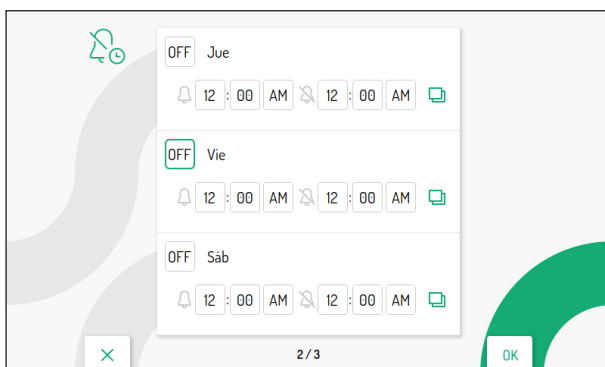 OFF Jue
12 : 00 AM 12 : 00 AM
OFF Vie
12 : 00 AM 12 : 00 AM
OFF Sáb
12 : 00 AM 12 : 00 AM
2 / 3
OK